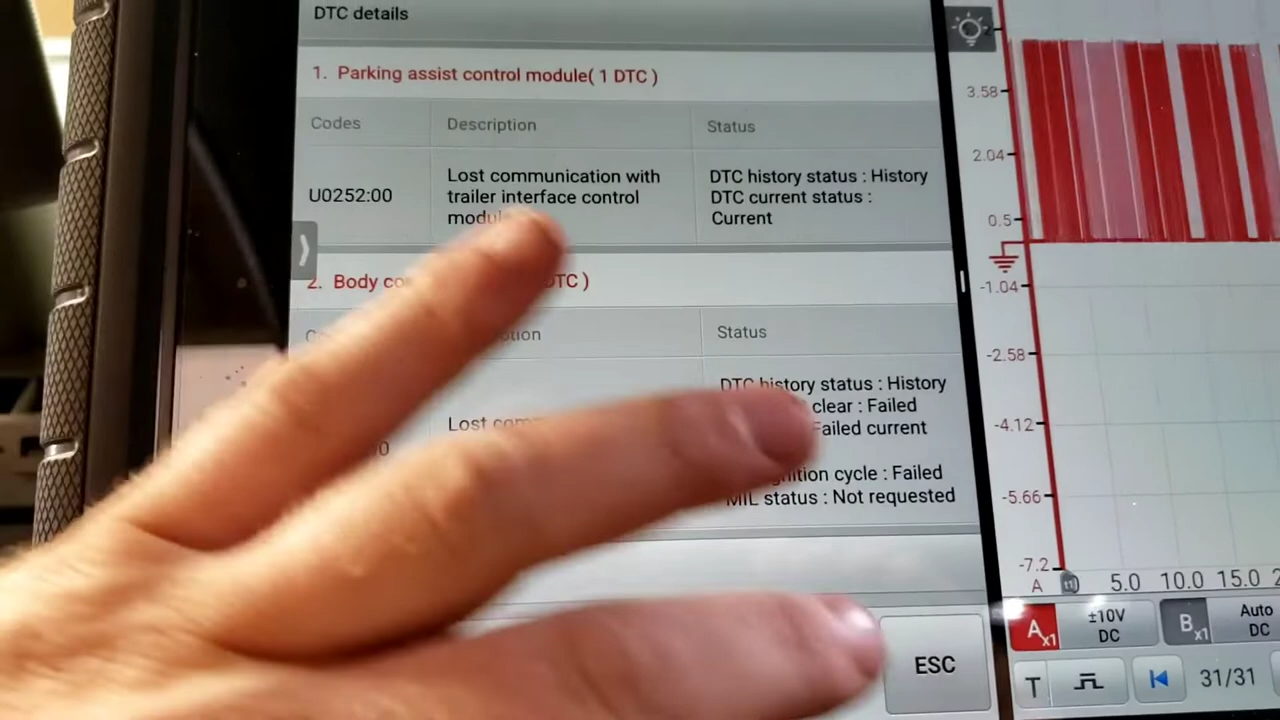 DTC details
1. Parking assist control module( 1 DTC )
Codes
Description
Status
U0252:00
Lost communication with
trailer interface control
DTC history status : History
DTC current status :
Current
2. Body
DTC )
Status
DTC history status : History
clear : Failed
Failed current
Lost
cycle : Failed
MIL status : Not requested
ESC
3.58
2.04
0.5
-1.04
-2.58
-4.12
-5.66
-7.2
A
5.0
10.0
15.0
A x1
±10V
DC
B x1
Auto
DC
T
31/31